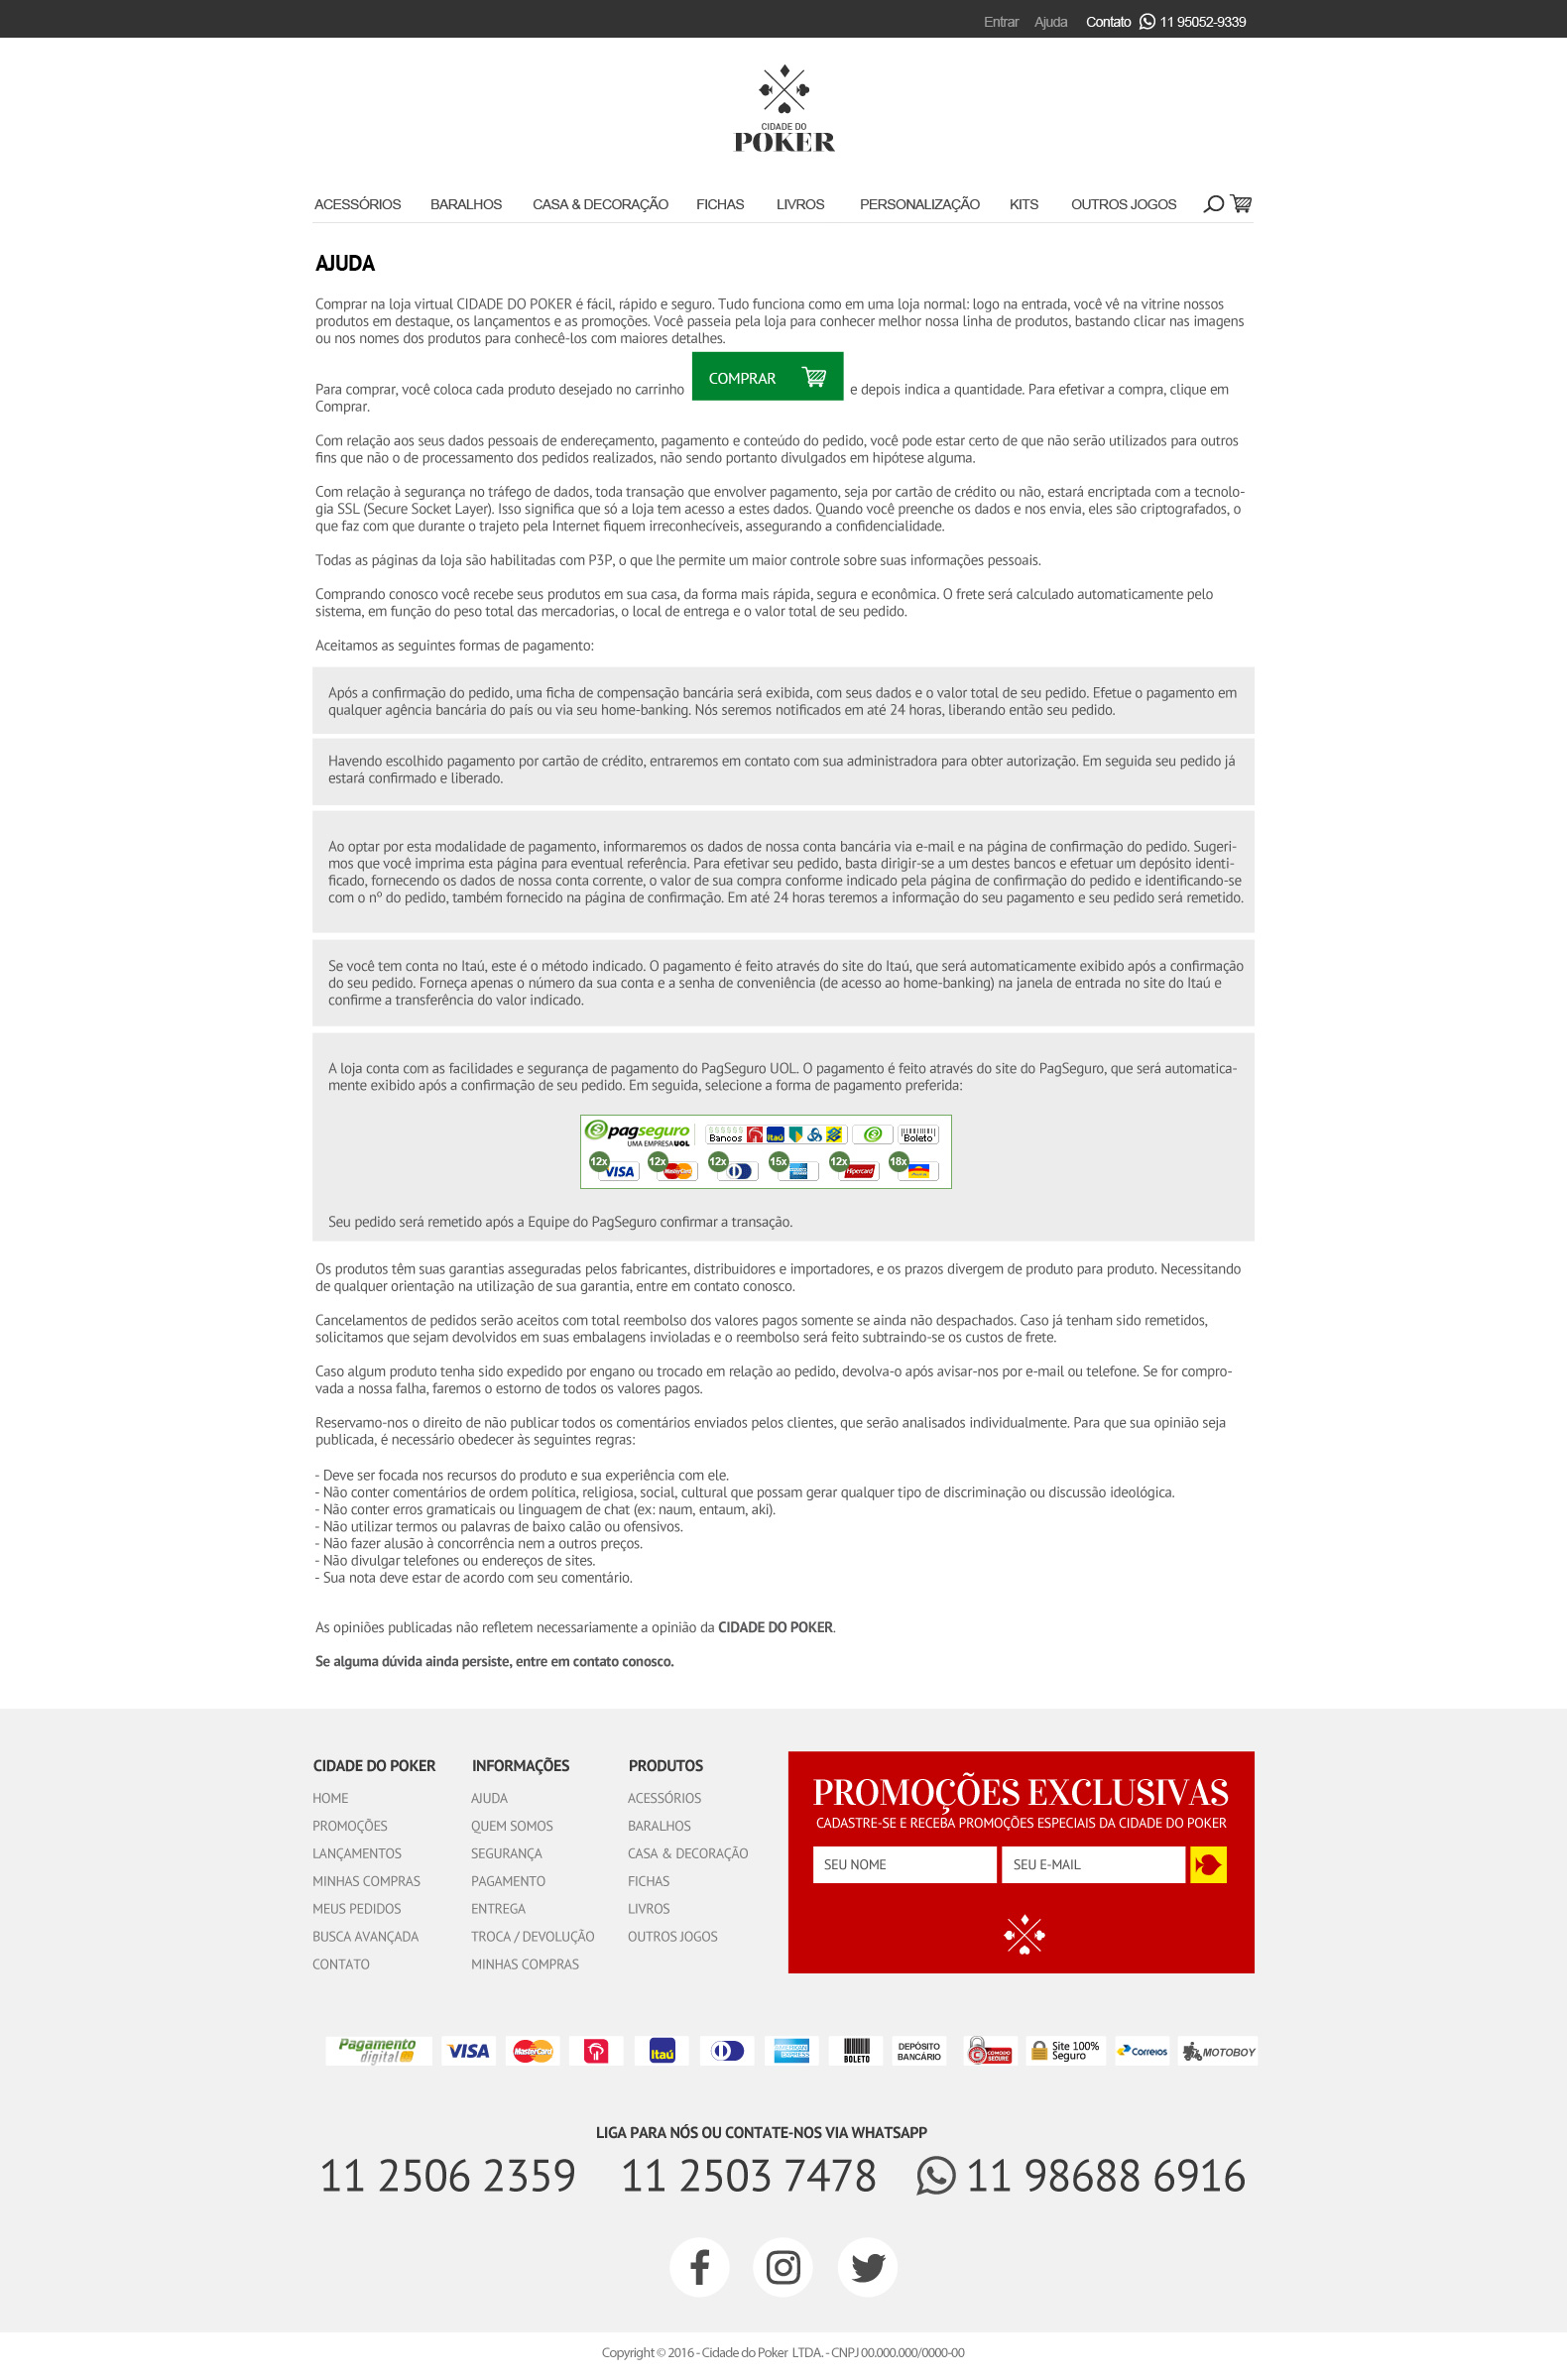 Entrar Ajuda Contato 11 95052-9339
CIDADE DO
POKER
ACESSÓRIOS BARALHOS CASA & DECORAÇÃO FICHAS LIVROS PERSONALIZAÇÃO KITS OUTROS JOGOS
AJUDA
Comprar na loja virtual CIDADE DO POKER é fácil, rápido e seguro. Tudo funciona como em uma loja normal: logo na entrada, você vê na vitrine nossos
produtos em destaque, os lançamentos e as promoções. Você passeia pela loja para conhecer melhor nossa linha de produtos, bastando clicar nas imagens
ou nos nomes dos produtos para conhecê-los com maiores detalhes.
Para comprar, você coloca cada produto desejado no carrinho COMPRAR e depois indica a quantidade. Para efetivar a compra, clique em
Comprar.
Com relação aos seus dados pessoais de endereçamento, pagamento e conteúdo do pedido, você pode estar certo de que não serão utilizados para outros
fins que não o de processamento dos pedidos realizados, não sendo portanto divulgados em hipótese alguma.
Com relação à segurança no tráfego de dados, toda transação que envolver pagamento, seja por cartão de crédito ou não, estará encriptada com a tecnolo-
gia SSL (Secure Socket Layer). Isso significa que só a loja tem acesso a estes dados. Quando você preenche os dados e nos envia, eles são criptografados, o
que faz com que durante o trajeto pela Internet fiquem irreconhecíveis, assegurando a confidencialidade.
Todas as páginas da loja são habilitadas com P3P, o que lhe permite um maior controle sobre suas informações pessoais.
Comprando conosco você recebe seus produtos em sua casa, da forma mais rápida, segura e econômica. O frete será calculado automaticamente pelo
sistema, em função do peso total das mercadorias, o local de entrega e o valor total de seu pedido.
Aceitamos as seguintes formas de pagamento:
Após a confirmação do pedido, uma ficha de compensação bancária será exibida, com seus dados e o valor total de seu pedido. Efetue o pagamento em
qualquer agência bancária do país ou via seu home-banking. Nós seremos notificados em até 24 horas, liberando então seu pedido.
Havendo escolhido pagamento por cartão de crédito, entraremos em contato com sua administradora para obter autorização. Em seguida seu pedido já
estará confirmado e liberado.
Ao optar por esta modalidade de pagamento, informaremos os dados de nossa conta bancária via e-mail e na página de confirmação do pedido. Sugeri-
mos que você imprima esta página para eventual referência. Para efetivar seu pedido, basta dirigir-se a um destes bancos e efetuar um depósito identi-
ficado, fornecendo os dados de nossa conta corrente, o valor de sua compra conforme indicado pela página de confirmação do pedido e identificando-se
com o nº do pedido, também fornecido na página de confirmação. Em até 24 horas teremos a informação do seu pagamento e seu pedido será remetido.
Se você tem conta no Itaú, este é o método indicado. O pagamento é feito através do site do Itaú, que será automaticamente exibido após a confirmação
do seu pedido. Forneça apenas o número da sua conta e a senha de conveniência (de acesso ao home-banking) na janela de entrada no site do Itaú e
confirme a transferência do valor indicado.
A loja conta com as facilidades e segurança de pagamento do PagSeguro UOL. O pagamento é feito através do site do PagSeguro, que será automatica-
mente exibido após a confirmação de seu pedido. Em seguida, selecione a forma de pagamento preferida:
pagseguro Bancos Itaú Boleto
UMA EMPRESA UOL
12x VISA 12x MasterCard 12x 15x 12x Hipercard 18x
Seu pedido será remetido após a Equipe do PagSeguro confirmar a transação.
Os produtos têm suas garantias asseguradas pelos fabricantes, distribuidores e importadores, e os prazos divergem de produto para produto. Necessitando
de qualquer orientação na utilização de sua garantia, entre em contato conosco.
Cancelamentos de pedidos serão aceitos com total reembolso dos valores pagos somente se ainda não despachados. Caso já tenham sido remetidos,
solicitamos que sejam devolvidos em suas embalagens invioladas e o reembolso será feito subtraindo-se os custos de frete.
Caso algum produto tenha sido expedido por engano ou trocado em relação ao pedido, devolva-o após avisar-nos por e-mail ou telefone. Se for compro-
vada a nossa falha, faremos o estorno de todos os valores pagos.
Reservamo-nos o direito de não publicar todos os comentários enviados pelos clientes, que serão analisados individualmente. Para que sua opinião seja
publicada, é necessário obedecer às seguintes regras:
- Deve ser focada nos recursos do produto e sua experiência com ele.
- Não conter comentários de ordem política, religiosa, social, cultural que possam gerar qualquer tipo de discriminação ou discussão ideológica.
- Não conter erros gramaticais ou linguagem de chat (ex: naum, entaum, aki).
- Não utilizar termos ou palavras de baixo calão ou ofensivos.
- Não fazer alusão à concorrência nem a outros preços.
- Não divulgar telefones ou endereços de sites.
- Sua nota deve estar de acordo com seu comentário.
As opiniões publicadas não refletem necessariamente a opinião da CIDADE DO POKER.
Se alguma dúvida ainda persiste, entre em contato conosco.
CIDADE DO POKER
HOME
PROMOÇÕES
LANÇAMENTOS
MINHAS COMPRAS
MEUS PEDIDOS
BUSCA AVANÇADA
CONTATO
INFORMAÇÕES
AJUDA
QUEM SOMOS
SEGURANÇA
PAGAMENTO
ENTREGA
TROCA / DEVOLUÇÃO
MINHAS COMPRAS
PRODUTOS
ACESSÓRIOS
BARALHOS
CASA & DECORAÇÃO
FICHAS
LIVROS
OUTROS JOGOS
PROMOÇÕES EXCLUSIVAS
CADASTRE-SE E RECEBA PROMOÇÕES ESPECIAIS DA CIDADE DO POKER
SEU NOME SEU E-MAIL
Pagamento digital VISA MasterCard Itaú AMERICAN EXPRESS BOLETO DEPÓSITO BANCÁRIO COMODO SECURE Site 100% Seguro CORREIOS MOTOBOY
LIGA PARA NÓS OU CONTATE-NOS VIA WHATSAPP
11 2506 2359 11 2503 7478 11 98688 6916
Copyright © 2016 - Cidade do Poker LTDA. - CNPJ 00.000.000/0000-00